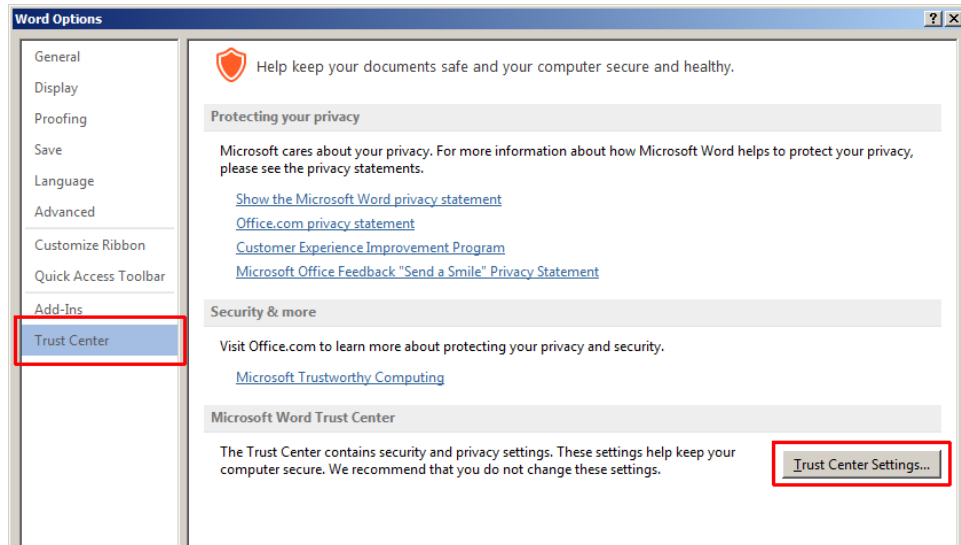 Word Options
General
Display
Proofing
Save
Language
Advanced
Customize Ribbon
Quick Access Toolbar
Add-Ins
Trust Center
Help keep your documents safe and your computer secure and healthy.
Protecting your privacy
Microsoft cares about your privacy. For more information about how Microsoft Word helps to protect your privacy,
please see the privacy statements.
Show the Microsoft Word privacy statement
Office.com privacy statement
Customer Experience Improvement Program
Microsoft Office Feedback "Send a Smile" Privacy Statement
Security & more
Visit Office.com to learn more about protecting your privacy and security.
Microsoft Trustworthy Computing
Microsoft Word Trust Center
The Trust Center contains security and privacy settings. These settings help keep your
computer secure. We recommend that you do not change these settings.
Trust Center Settings...